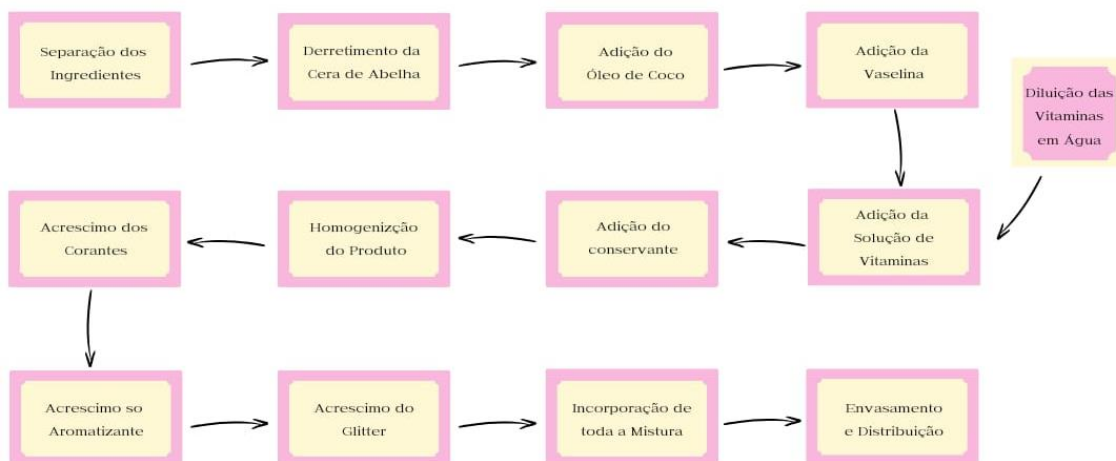 Separação dos
Ingredientes
Derretimento da
Cera de Abelha
Adição do
Óleo de Coco
Adição da
Vaselina
Diluição das
Vitaminas
em Água
Adição da
Solução de
Vitaminas
Adição do
conservante
Homogenizção
do Produto
Acrescimo dos
Corantes
Acrescimo so
Aromatizante
Acrescimo do
Glitter
Incorporação de
toda a Mistura
Envasamento
e Distribuição